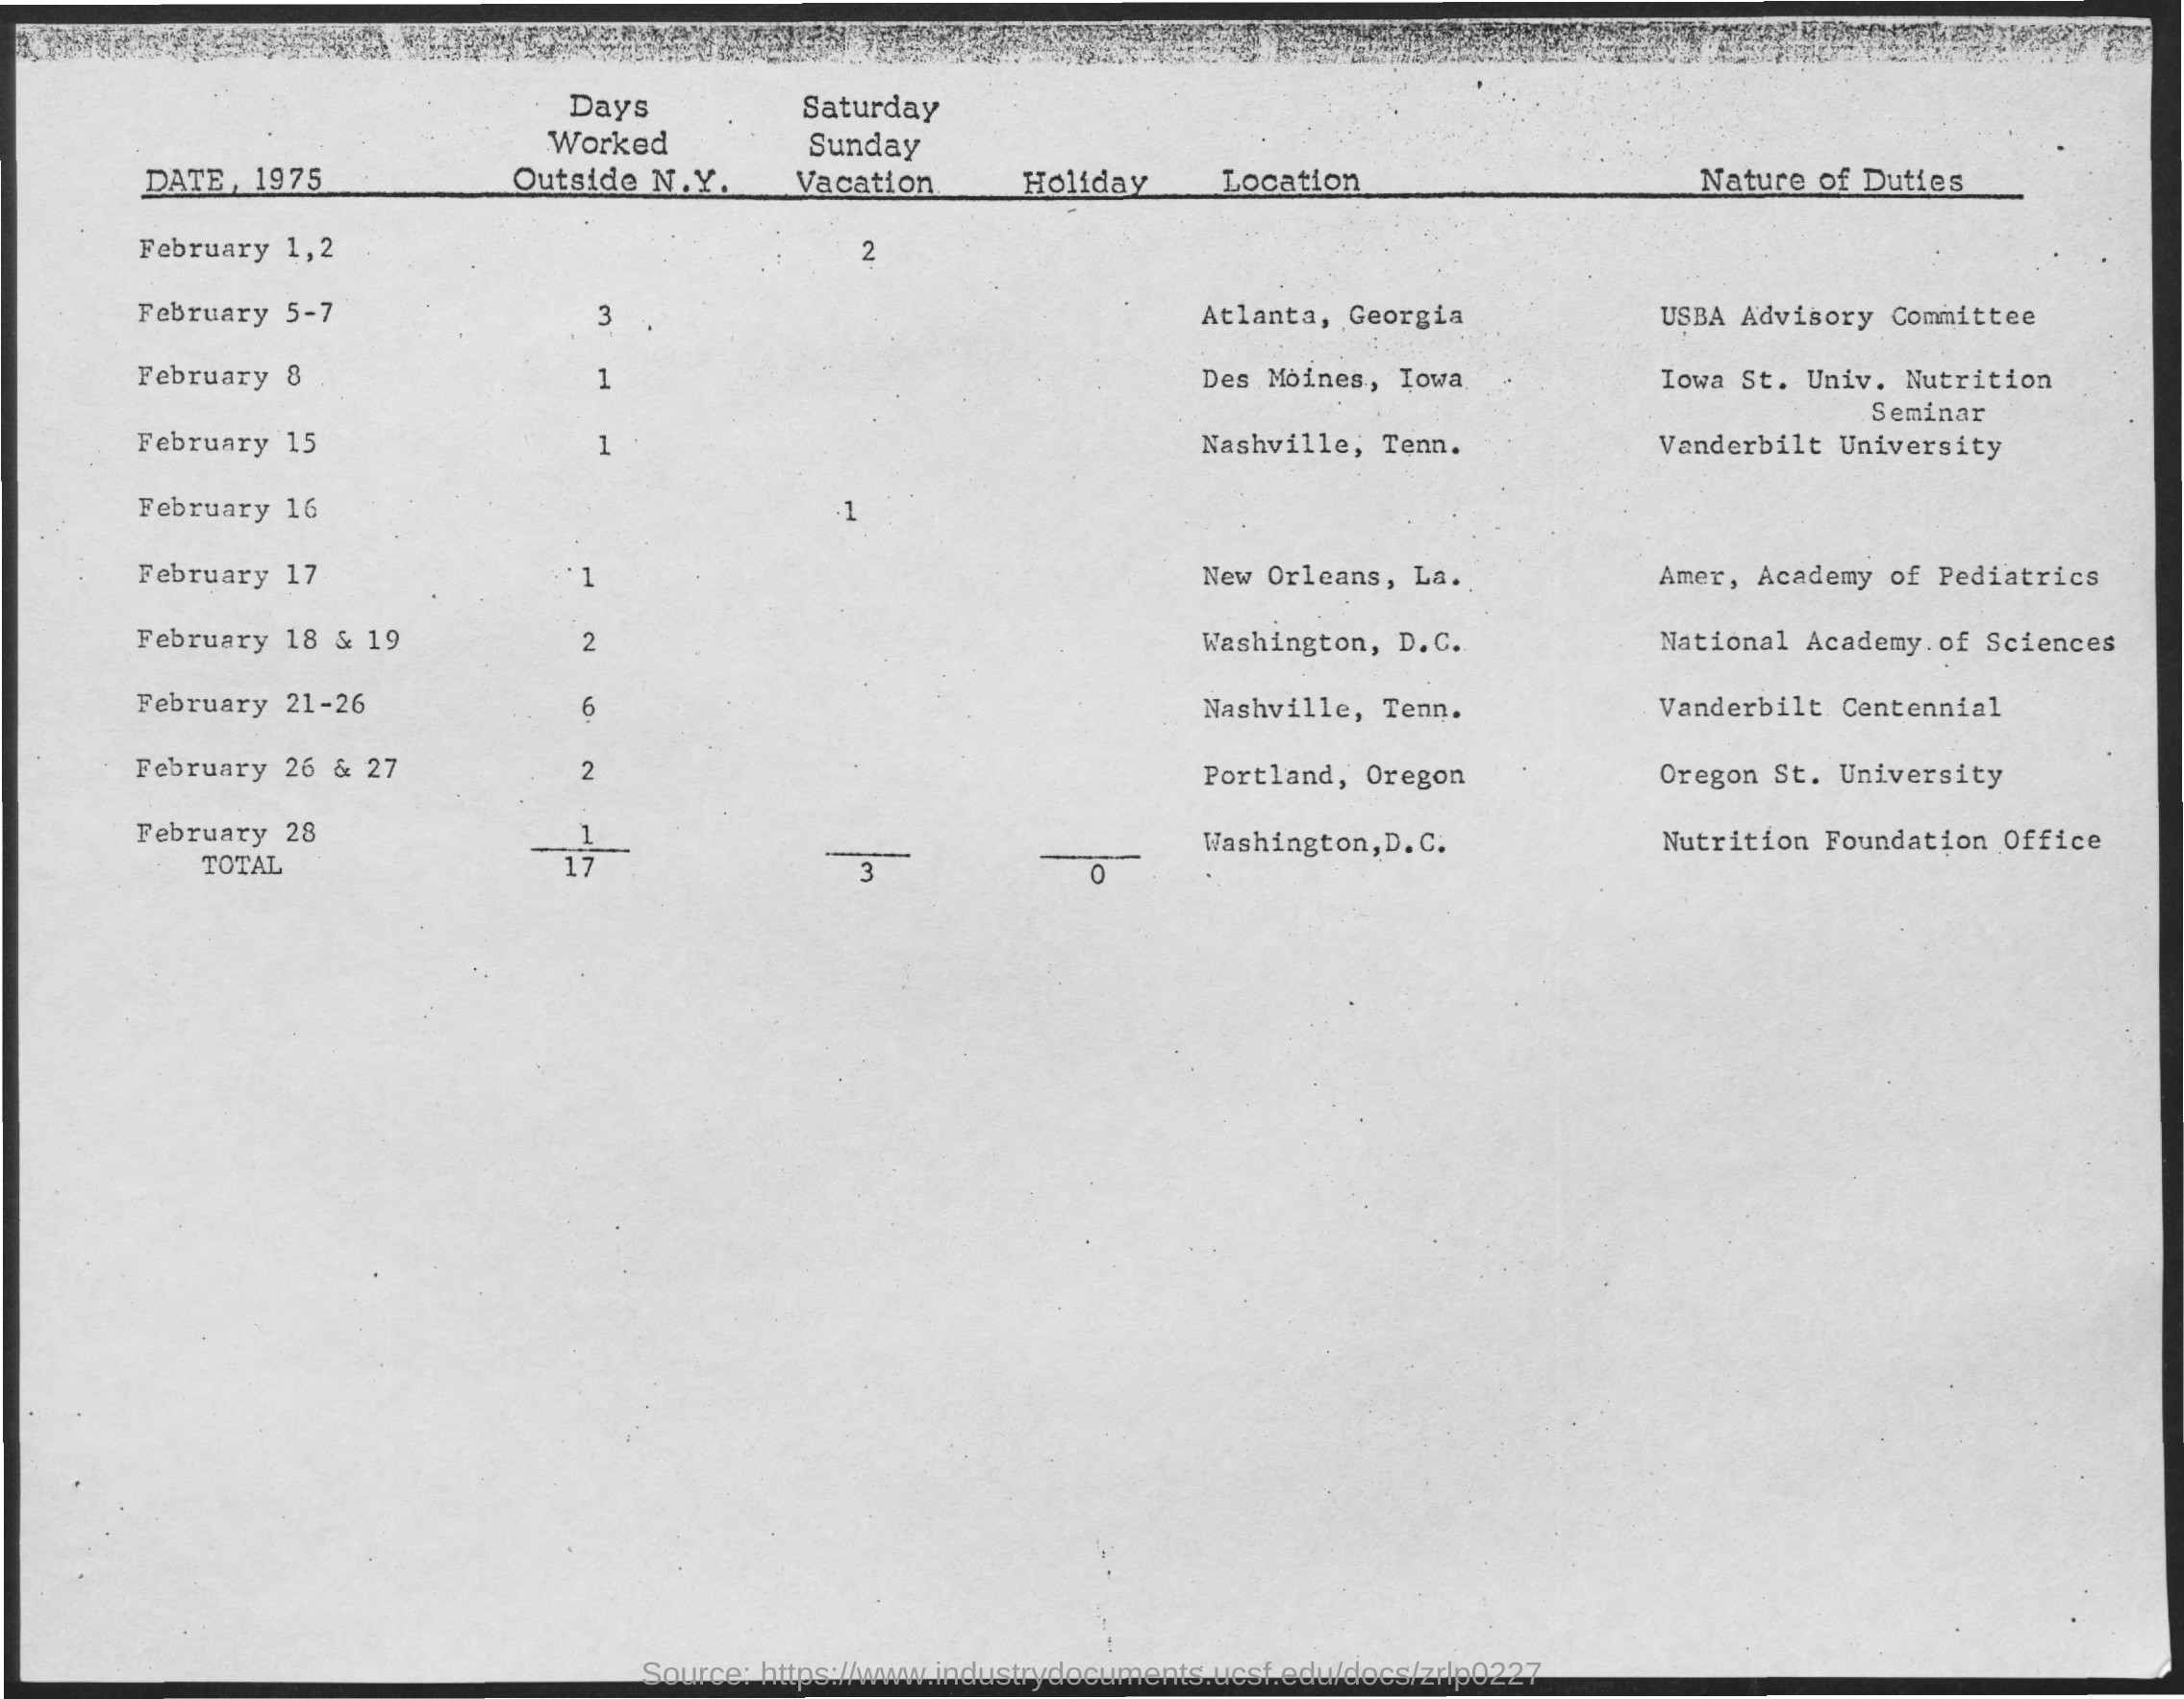 Days Saturday
Worked Sunday
DATE, 1975 Outside N.Y. Vacation Holiday Location Nature of Duties
February 1,2 2
February 5-7 3 Atlanta, Georgia USBA Advisory Committee
February 8 1 Des Moines, Iowa Iowa St. Univ. Nutrition
Seminar
February 15 1 Nashville, Tenn. Vanderbilt University
February 16 1
February 17 1 New Orleans, La. Amer, Academy of Pediatrics
February 18 & 19 2 Washington, D.C. National Academy of Sciences
February 21-26 6 Nashville, Tenn. Vanderbilt Centennial
February 26 & 27 2 Portland, Oregon Oregon St. University
February 28 1 Washington,D.C. Nutrition Foundation Office
TOTAL 17 3 0
Source: https://www.industrydocuments.ucsf.edu/docs/zrlp0227